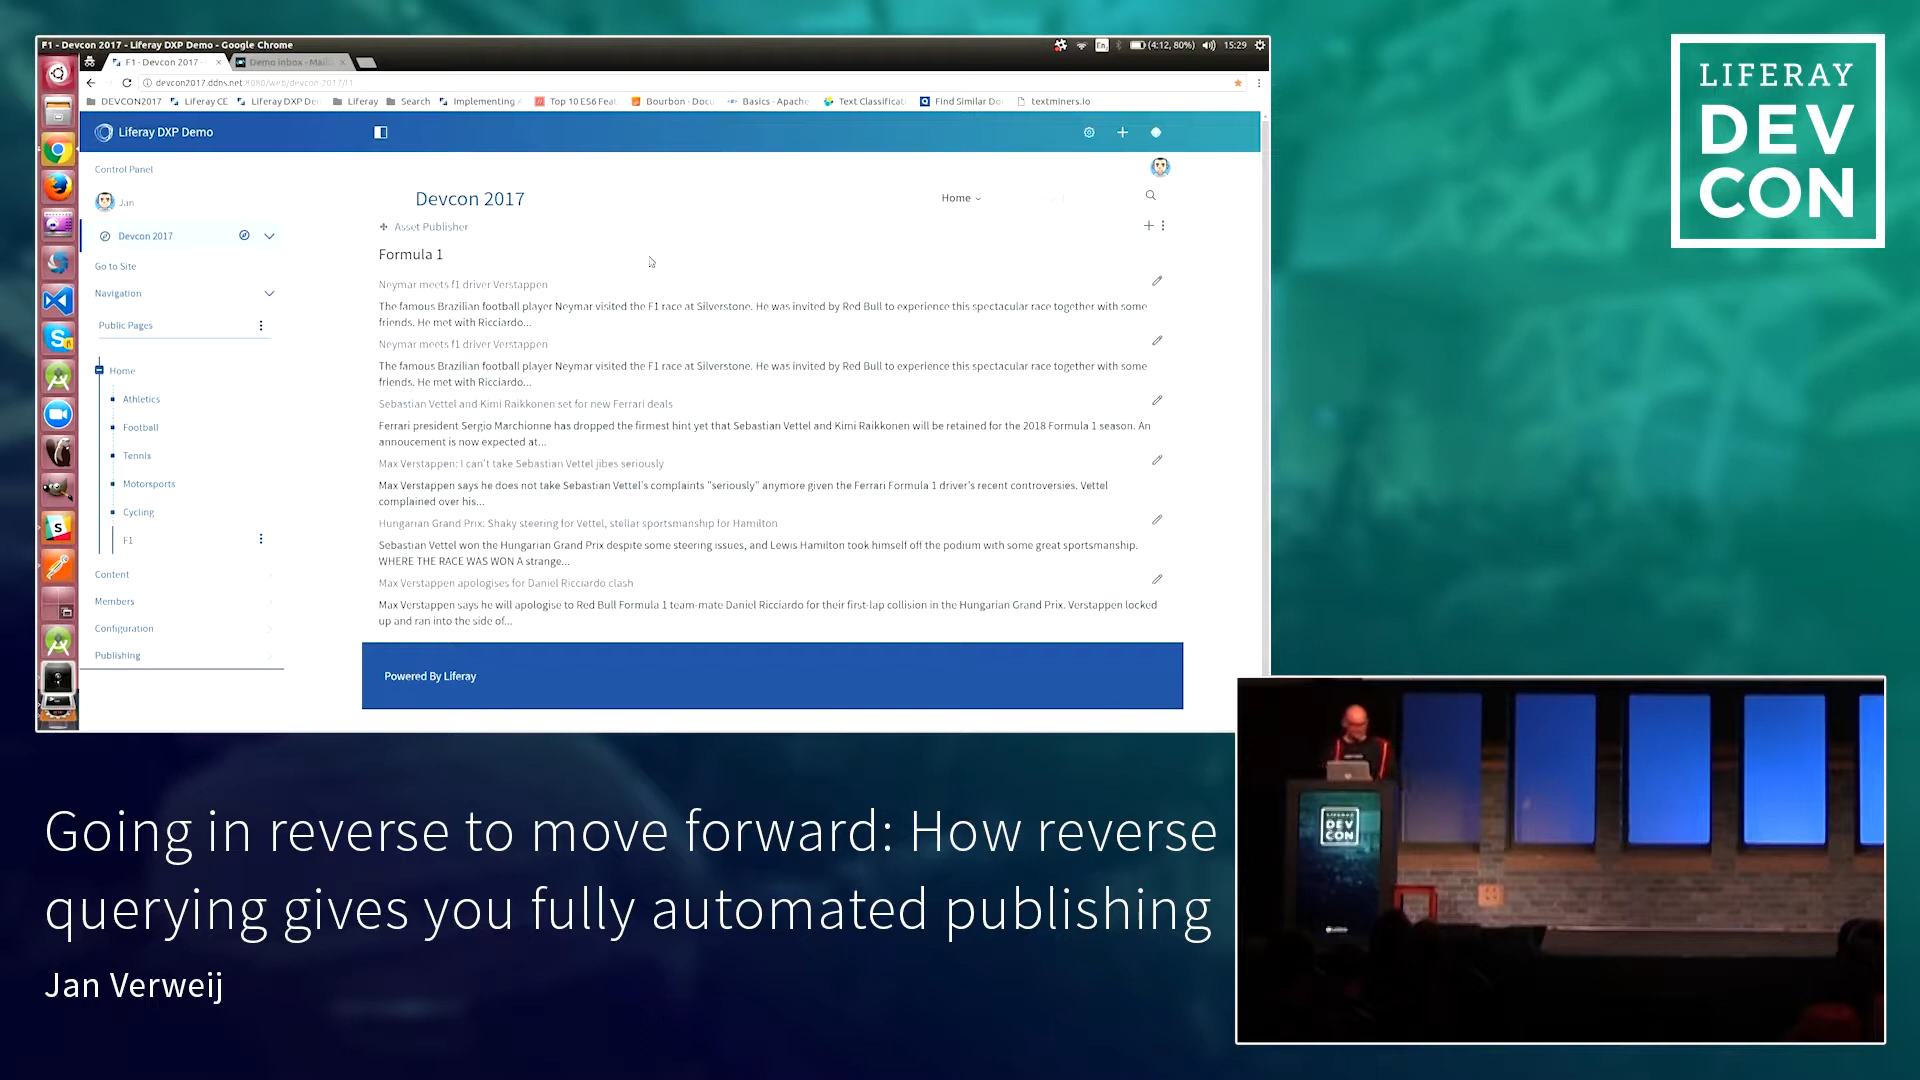 F1 - Devcon 2017 - Liferay DXP Demo - Google Chrome
(4:12, 80%) 15:29
F1 - Devcon 2017 -
Demo inbox - Mail
devcon2017.ddns.net:8080/web/devcon-2017/f1
DEVCON2017 Liferay CE Liferay DXP De Liferay Search Implementing Top 10 ES6 Feat Bourbon - Docu Basics - Apache Text Classificat Find Similar Do textminers.io
Liferay DXP Demo
Control Panel
Jan
Devcon 2017
Go to Site
Navigation
Public Pages
Home
Athletics
Football
Tennis
Motorsports
Cycling
F1
Content
Members
Configuration
Publishing
Devcon 2017
Home
Asset Publisher
Formula 1
Neymar meets f1 driver Verstappen
The famous Brazilian football player Neymar visited the F1 race at Silverstone. He was invited by Red Bull to experience this spectacular race together with some
friends. He met with Ricciardo...
Neymar meets f1 driver Verstappen
The famous Brazilian football player Neymar visited the F1 race at Silverstone. He was invited by Red Bull to experience this spectacular race together with some
friends. He met with Ricciardo...
Sebastian Vettel and Kimi Raikkonen set for new Ferrari deals
Ferrari president Sergio Marchionne has dropped the firmest hint yet that Sebastian Vettel and Kimi Raikkonen will be retained for the 2018 Formula 1 season. An
annoucement is now expected at...
Max Verstappen: I can't take Sebastian Vettel jibes seriously
Max Verstappen says he does not take Sebastian Vettel's complaints "seriously" anymore given the Ferrari Formula 1 driver's recent controversies. Vettel
complained over his...
Hungarian Grand Prix: Shaky steering for Vettel, stellar sportsmanship for Hamilton
Sebastian Vettel won the Hungarian Grand Prix despite some steering issues, and Lewis Hamilton took himself off the podium with some great sportsmanship.
WHERE THE RACE WAS WON A strange...
Max Verstappen apologises for Daniel Ricciardo clash
Max Verstappen says he will apologise to Red Bull Formula 1 team-mate Daniel Ricciardo for their first-lap collision in the Hungarian Grand Prix. Verstappen locked
up and ran into the side of...
Powered By Liferay
LIFERAY
DEV
CON
Going in reverse to move forward: How reverse
querying gives you fully automated publishing
Jan Verweij
DEV
CON